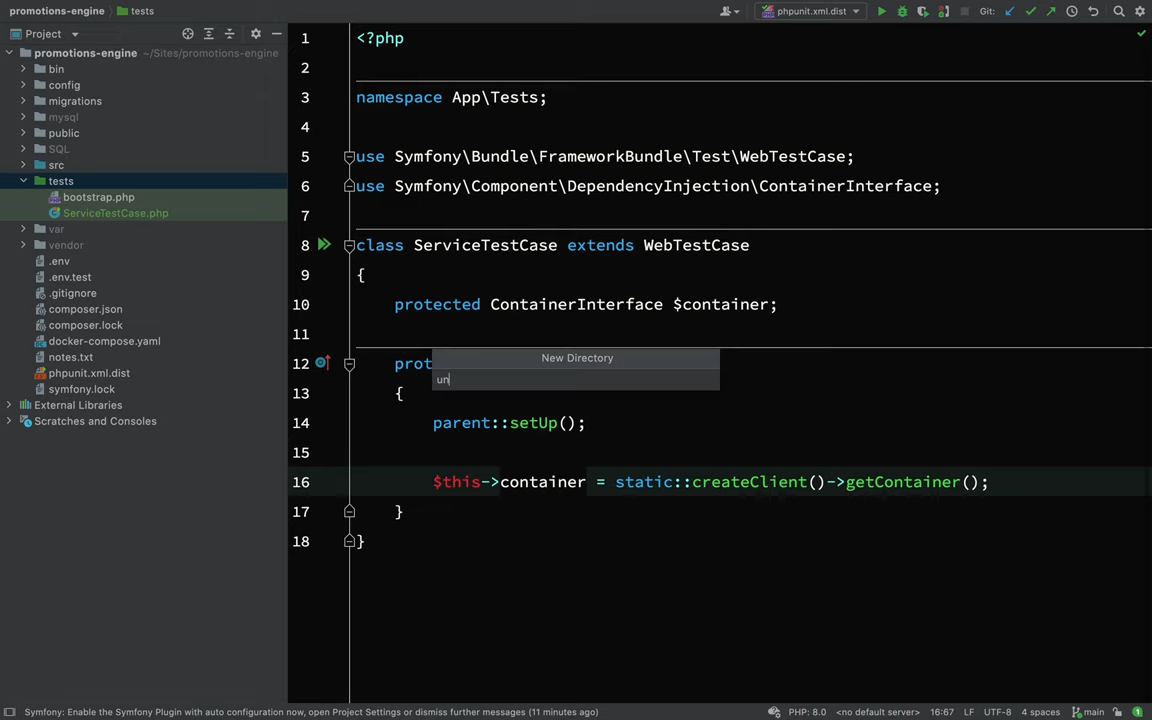 promotions-engine
tests
phpunit.xml.dist
Git:
Project
promotions-engine ~/Sites/promotions-engine
bin
config
migrations
mysql
public
SQL
src
tests
bootstrap.php
ServiceTestCase.php
var
vendor
.env
.env.test
.gitignore
composer.json
composer.lock
docker-compose.yaml
notes.txt
phpunit.xml.dist
symfony.lock
External Libraries
Scratches and Consoles
1 <?php
2
3 namespace App\Tests;
4
5 use Symfony\Bundle\FrameworkBundle\Test\WebTestCase;
6 use Symfony\Component\DependencyInjection\ContainerInterface;
7
8 class ServiceTestCase extends WebTestCase
9 {
10 protected ContainerInterface $container;
11
12 prot
New Directory
un
13 {
14 parent::setUp();
15
16 $this->container = static::createClient()->getContainer();
17 }
18 }
Symfony: Enable the Symfony Plugin with auto configuration now, open Project Settings or dismiss further messages (11 minutes ago)
PHP: 8.0
<no default server>
16:67
LF
UTF-8
4 spaces
main
1